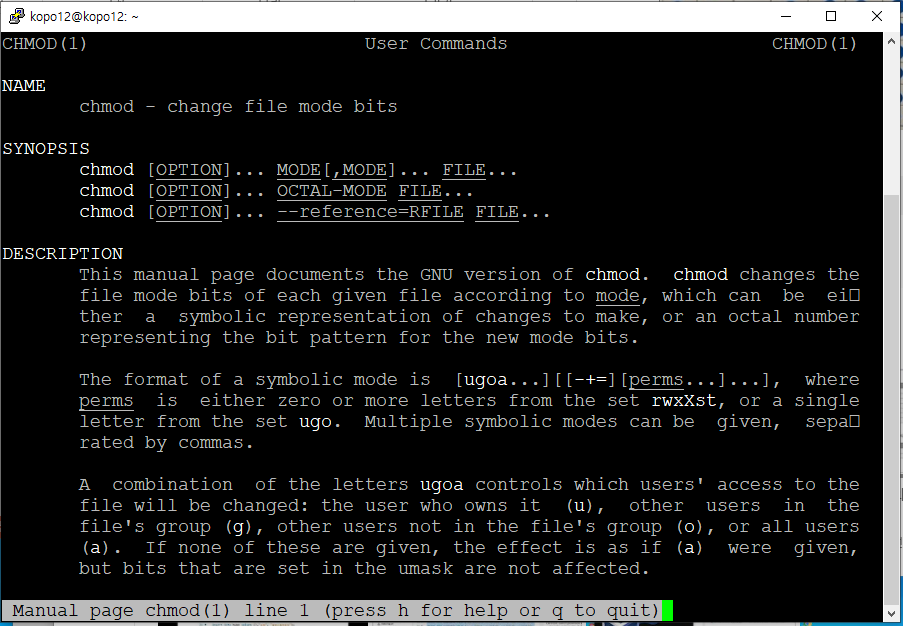 kopo12@kopo12: ~
CHMOD(1) User Commands CHMOD(1)
NAME
chmod - change file mode bits
SYNOPSIS
chmod [OPTION]... MODE[,MODE]... FILE...
chmod [OPTION]... OCTAL-MODE FILE...
chmod [OPTION]... --reference=RFILE FILE...
DESCRIPTION
This manual page documents the GNU version of chmod. chmod changes the
file mode bits of each given file according to mode, which can be ei□
ther a symbolic representation of changes to make, or an octal number
representing the bit pattern for the new mode bits.
The format of a symbolic mode is [ugoa...][[-+=][perms...]...], where
perms is either zero or more letters from the set rwxXst, or a single
letter from the set ugo. Multiple symbolic modes can be given, sepa□
rated by commas.
A combination of the letters ugoa controls which users' access to the
file will be changed: the user who owns it (u), other users in the
file's group (g), other users not in the file's group (o), or all users
(a). If none of these are given, the effect is as if (a) were given,
but bits that are set in the umask are not affected.
Manual page chmod(1) line 1 (press h for help or q to quit)